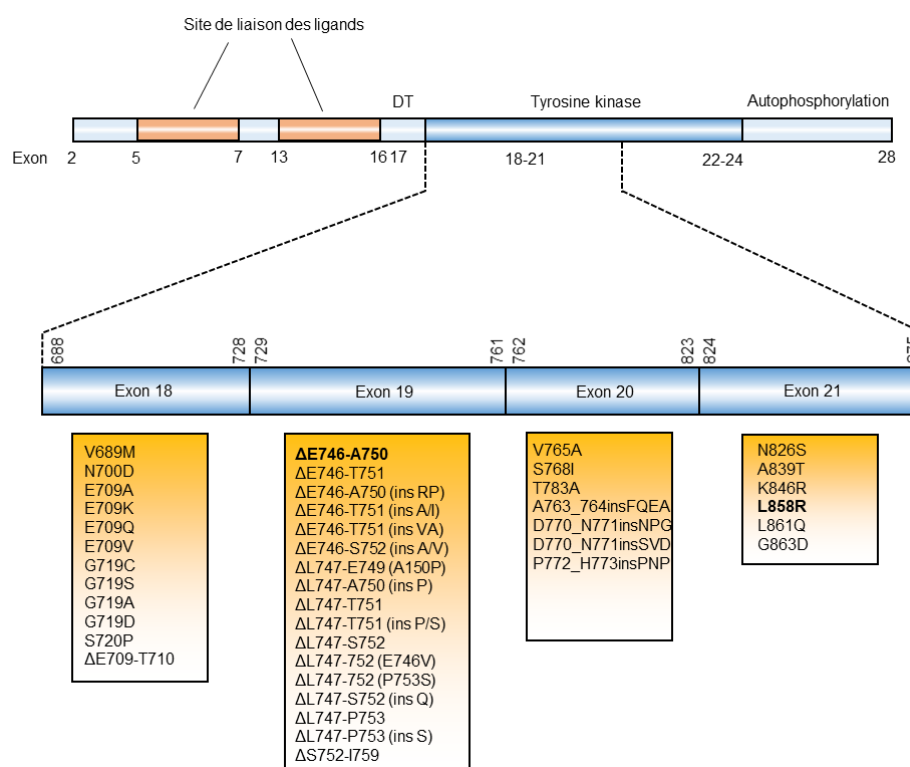 Site de liaison des ligands
DT
Tyrosine kinase
Autophosphorylation
Exon 2 5 7 13 16 17 18-21 22-24 28
688 728 729 761 762 823 824
Exon 18 Exon 19 Exon 20 Exon 21
V689M
N700D
E709A
E709K
E709Q
E709V
G719C
G719S
G719A
G719D
S720P
ΔE709-T710
ΔE746-A750
ΔE746-T751
ΔE746-A750 (ins RP)
ΔE746-T751 (ins A/I)
ΔE746-T751 (ins VA)
ΔE746-S752 (ins A/V)
ΔL747-E749 (A150P)
ΔL747-A750 (ins P)
ΔL747-T751
ΔL747-T751 (ins P/S)
ΔL747-S752
ΔL747-752 (E746V)
ΔL747-752 (P753S)
ΔL747-S752 (ins Q)
ΔL747-P753
ΔL747-P753 (ins S)
ΔS752-I759
V765A
S768I
T783A
A763_764insFQEA
D770_N771insNPG
D770_N771insSVD
P772_H773insPNP
N826S
A839T
K846R
L858R
L861Q
G863D